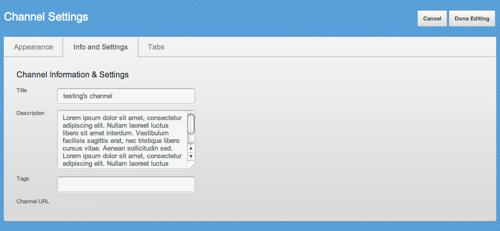 Channel Settings
Cancel
Done Editing
Appearance
Info and Settings
Tabs
Channel Information & Settings
Title
testing's channel
Description
Lorem ipsum dolor sit amet, consectetur
adipiscing elit. Nullam laoreet luctus
libero sit amet interdum. Vestibulum
facilisis sagittis erat, nec tristique libero
cursus vitae. Aenean sollicitudin sed.
Lorem ipsum dolor sit amet, consectetur
adipiscing elit. Nullam laoreet luctus
Tags
Channel URL